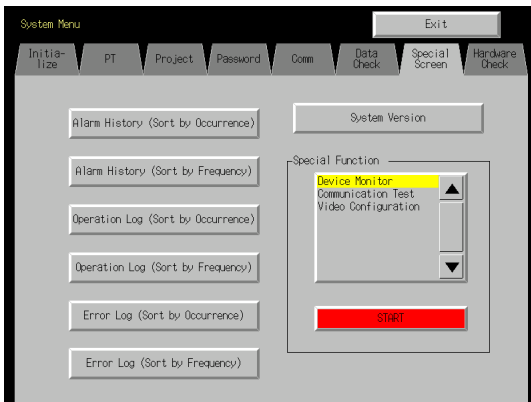 System Menu
Exit
Initia-
lize
PT
Project
Password
Comm
Data
Check
Special
Screen
Hardware
Check
Alarm History (Sort by Occurrence)
Alarm History (Sort by Frequency)
Operation Log (Sort by Occurrence)
Operation Log (Sort by Frequency)
Error Log (Sort by Occurrence)
Error Log (Sort by Frequency)
System Version
Special Function
Device Monitor
Communication Test
Video Configuration
START